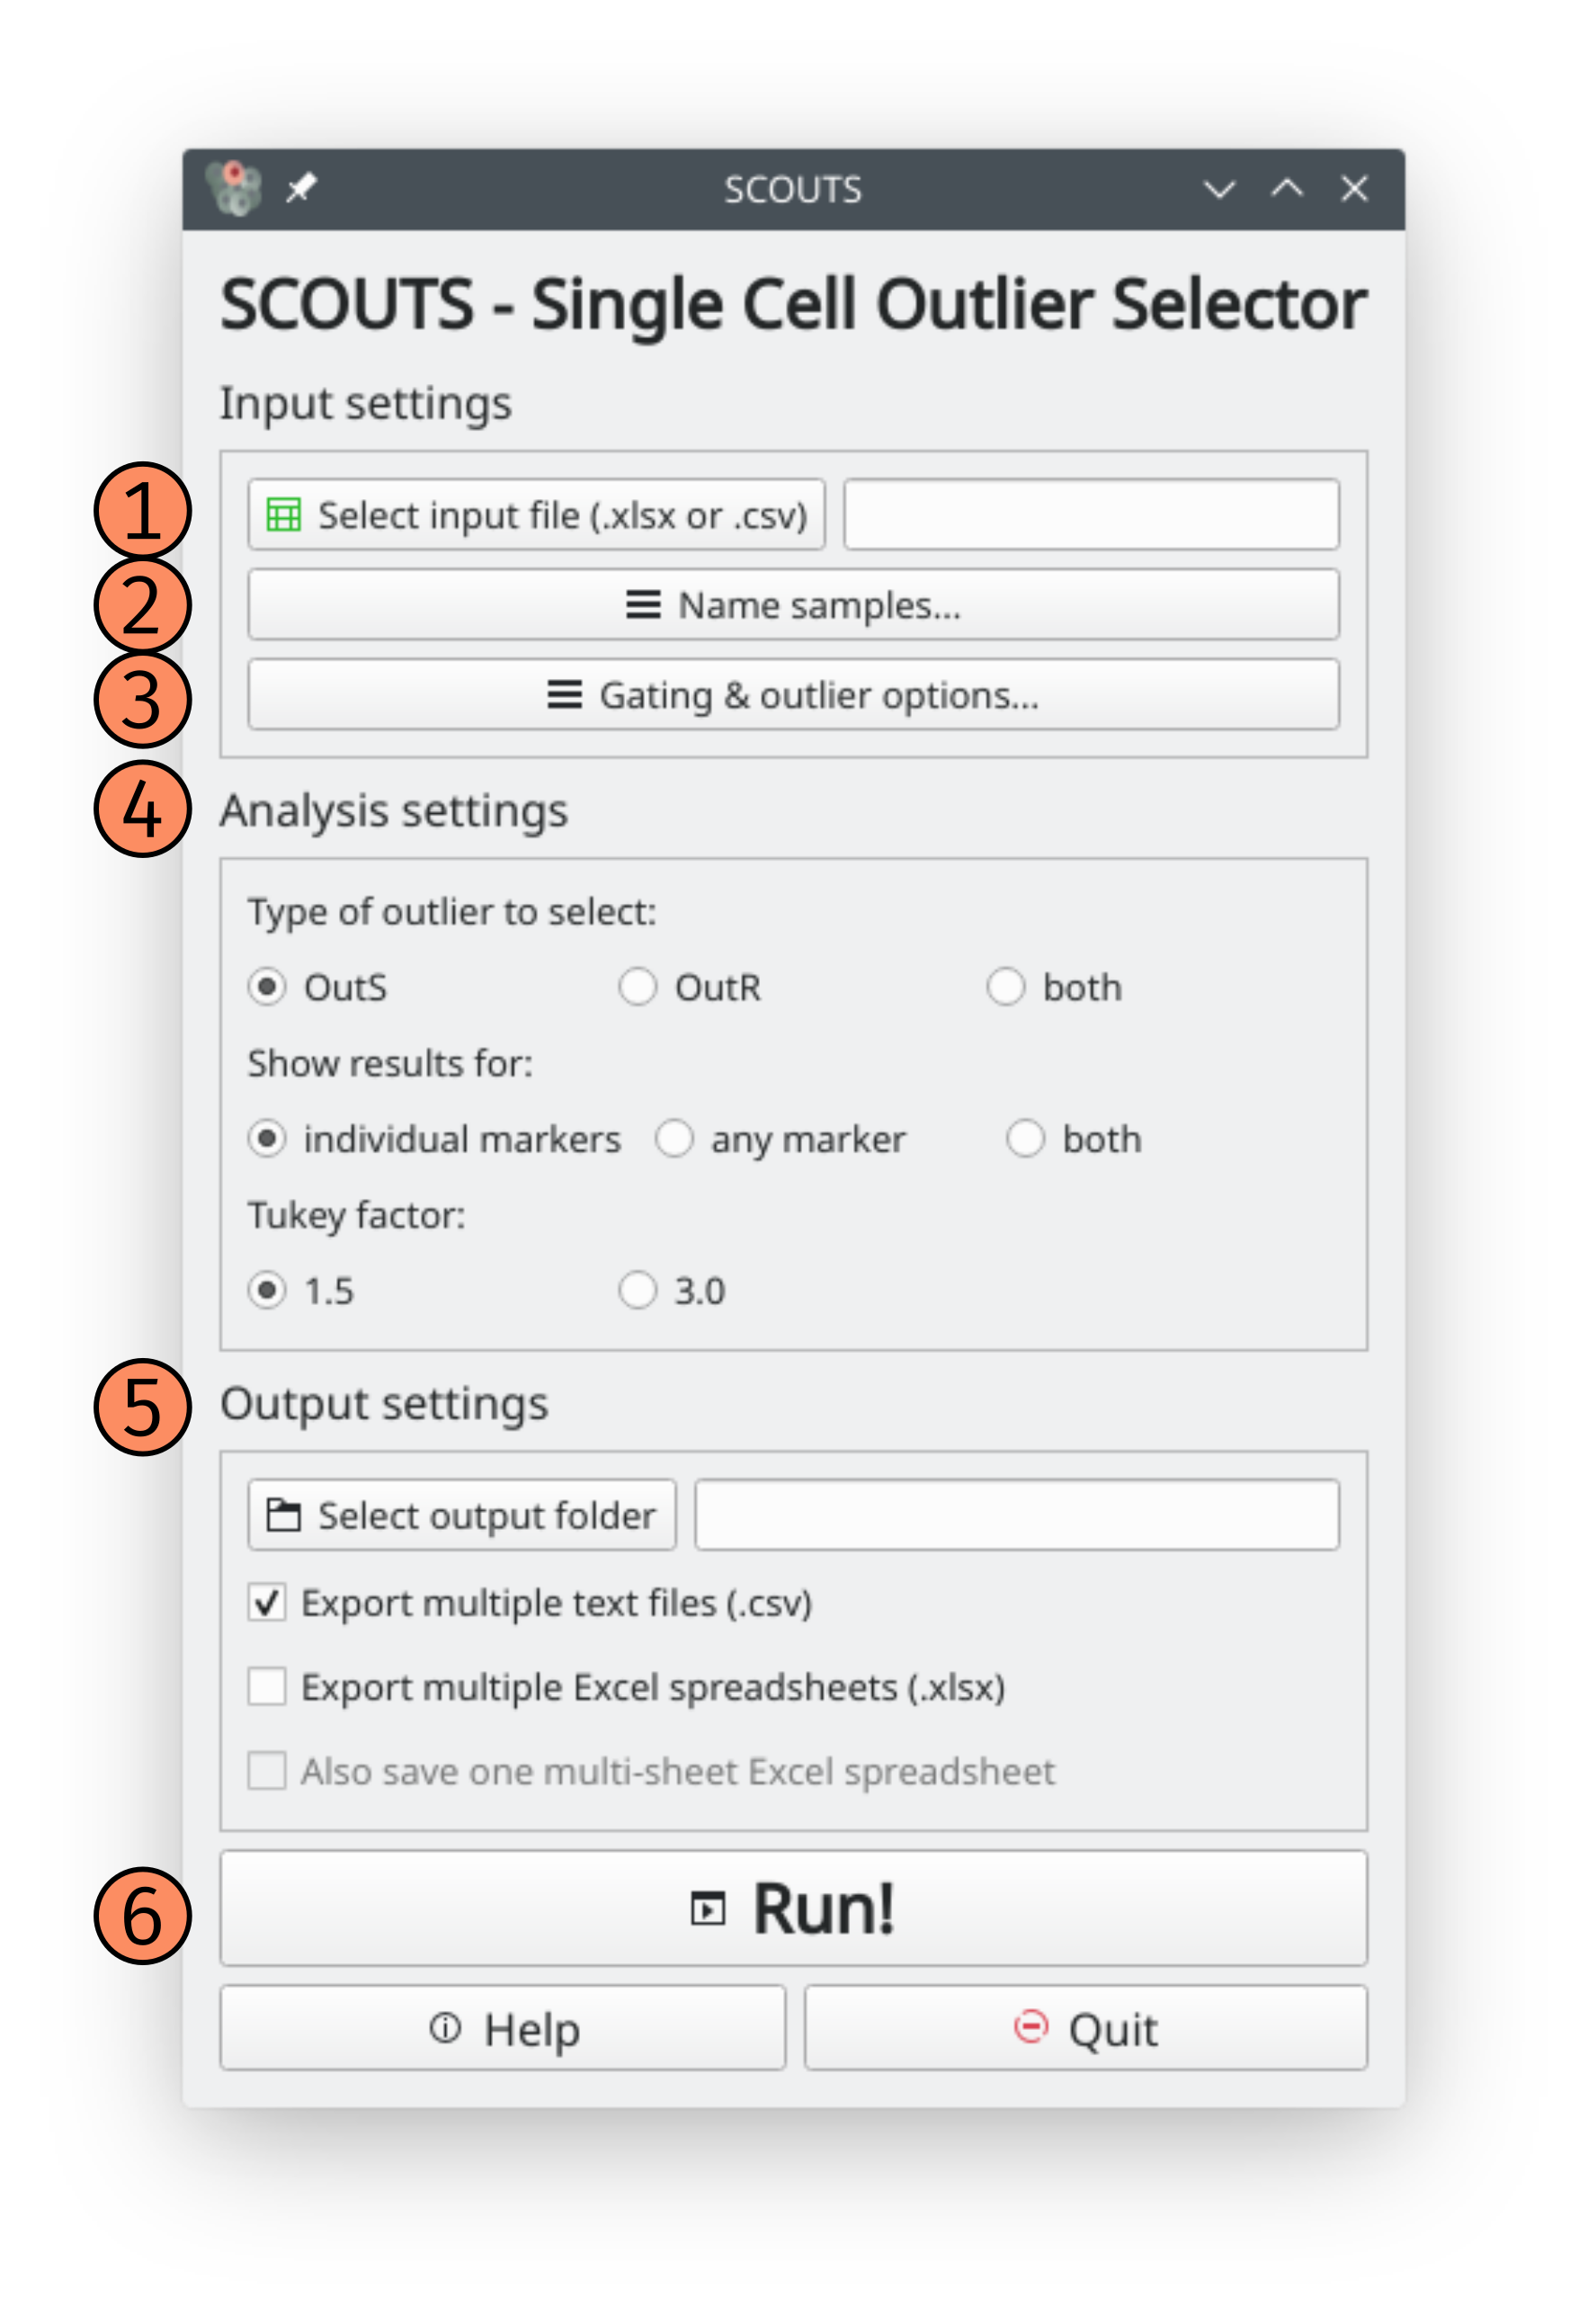 SCOUTS
SCOUTS - Single Cell Outlier Selector
Input settings
1 Select input file (.xlsx or .csv)
2 Name samples...
3 Gating & outlier options...
4 Analysis settings
Type of outlier to select:
OutS OutR both
Show results for:
individual markers any marker both
Tukey factor:
1.5 3.0
5 Output settings
Select output folder
Export multiple text files (.csv)
Export multiple Excel spreadsheets (.xlsx)
Also save one multi-sheet Excel spreadsheet
6 Run!
Help Quit